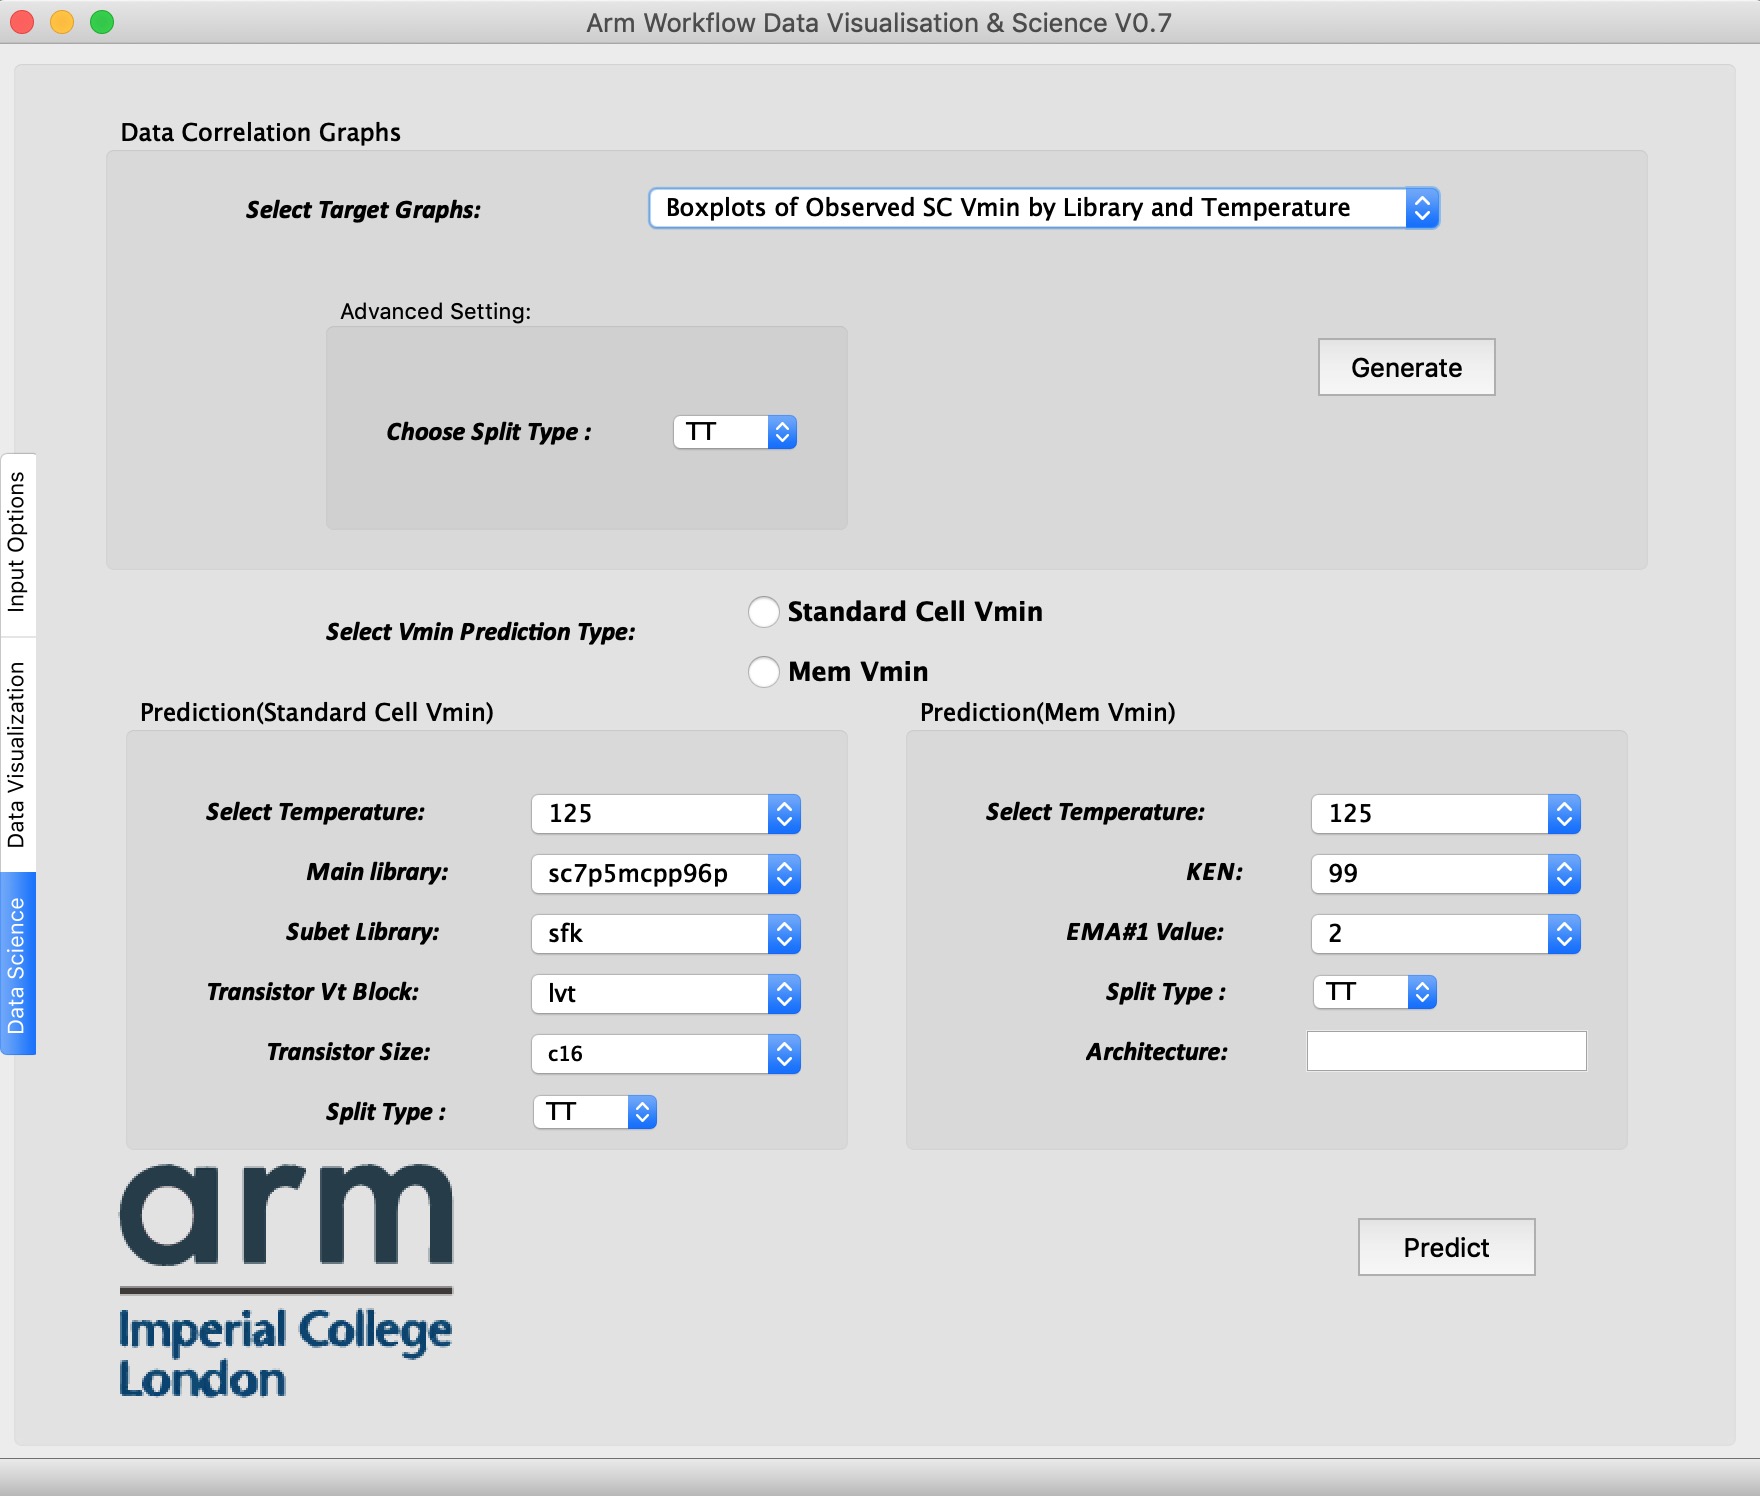 Arm Workflow Data Visualisation & Science V0.7
Data Correlation Graphs
Select Target Graphs:
Boxplots of Observed SC Vmin by Library and Temperature
Advanced Setting:
Generate
Choose Split Type :
TT
Input Options
Data Visualization
Data Science
Select Vmin Prediction Type:
Standard Cell Vmin
Mem Vmin
Prediction(Standard Cell Vmin)
Select Temperature:
125
Main library:
sc7p5mcpp96p
Subet Library:
sfk
Transistor Vt Block:
lvt
Transistor Size:
c16
Split Type :
TT
Prediction(Mem Vmin)
Select Temperature:
125
KEN:
99
EMA#1 Value:
2
Split Type :
TT
Architecture:
arm
Imperial College
London
Predict